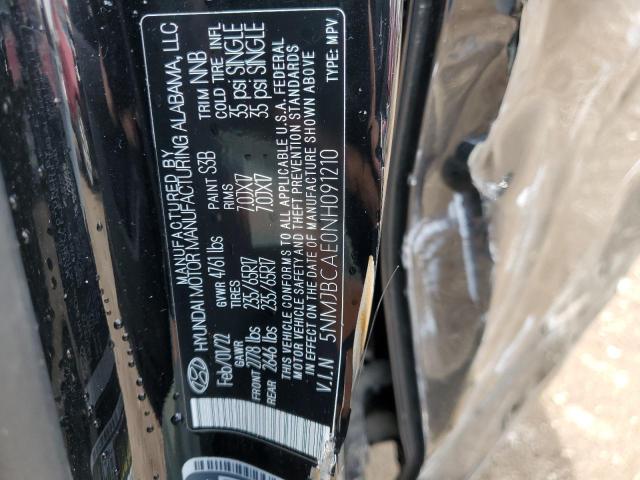 MANUFACTURED BY
HYUNDAI MOTOR MANUFACTURING ALABAMA, LLC
Feb/01/22 GVWR 4761 lbs PAINT S3B TRIM NNB
GAWR TIRES RIMS COLD TIRE INFL
FRONT 2778 lbs 235/65R17 7.0JX17 35 psi SINGLE
REAR 2646 lbs 235/65R17 7.0JX17 35 psi SINGLE
THIS VEHICLE CONFORMS TO ALL APPLICABLE U.S.A. FEDERAL
MOTOR VEHICLE SAFETY AND THEFT PREVENTION STANDARDS
IN EFFECT ON THE DATE OF MANUFACTURE SHOWN ABOVE
V.I.N 5NMJBCAE0NH091210 TYPE: MPV